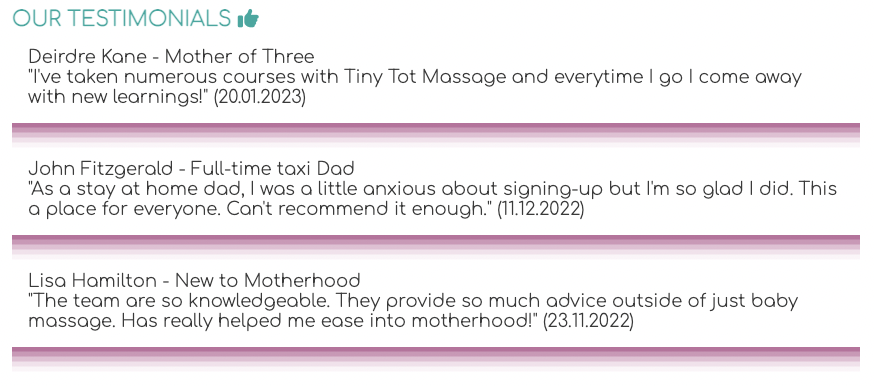 OUR TESTIMONIALS
Deirdre Kane - Mother of Three
"I've taken numerous courses with Tiny Tot Massage and everytime I go I come away
with new learnings!" (20.01.2023)
John Fitzgerald - Full-time taxi Dad
"As a stay at home dad, I was a little anxious about signing-up but I'm so glad I did. This
a place for everyone. Can't recommend it enough." (11.12.2022)
Lisa Hamilton - New to Motherhood
"The team are so knowledgeable. They provide so much advice outside of just baby
massage. Has really helped me ease into motherhood!" (23.11.2022)